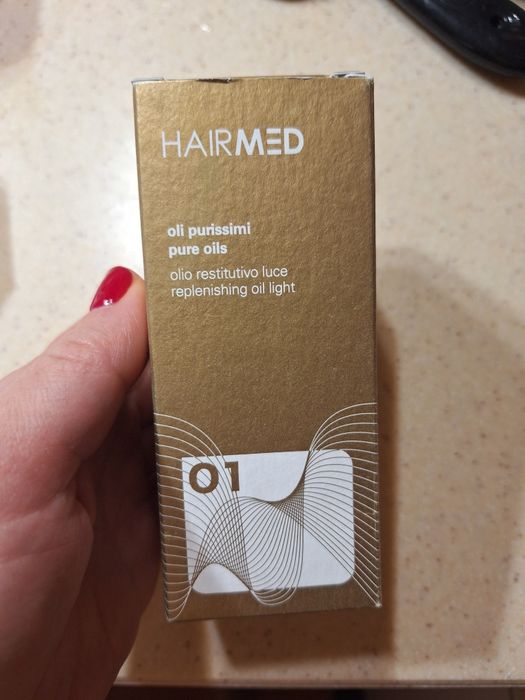 HAIRMED
oli purissimi
pure oils
olio restitutivo luce
replenishing oil light
01